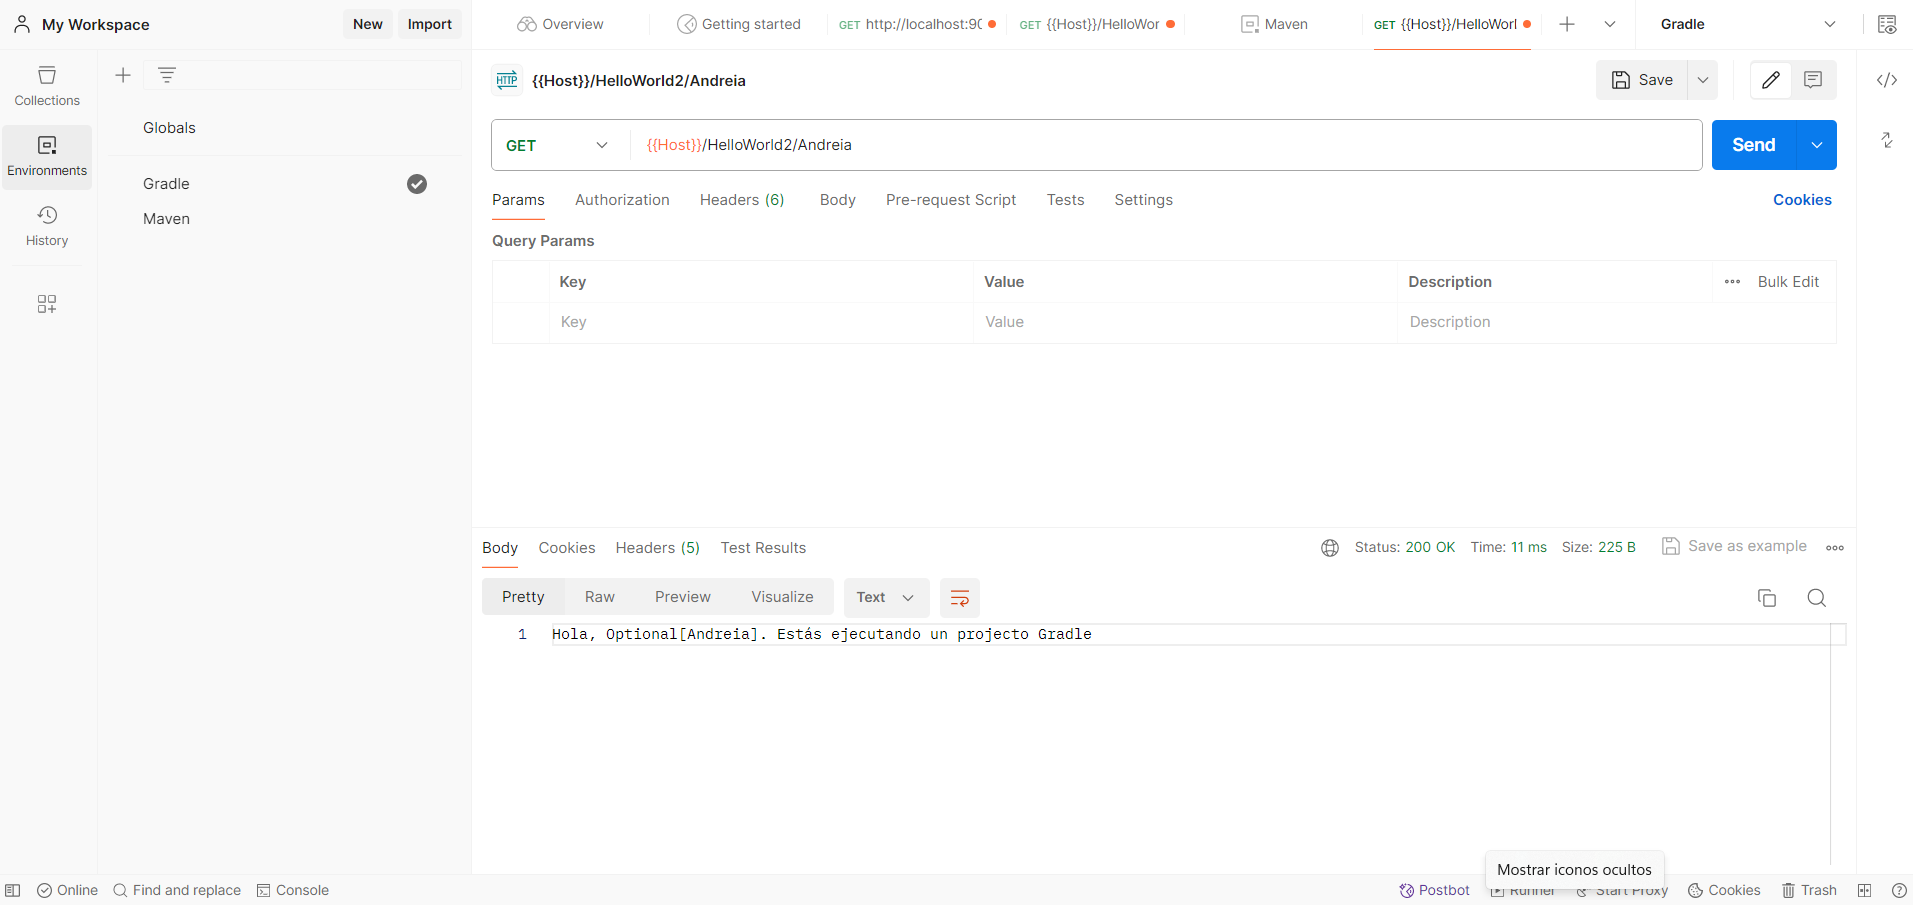 My Workspace
New
Import
Overview
Getting started
GET http://localhost:90
GET {{Host}}/HelloWor
Maven
GET {{Host}}/HelloWorl
Gradle
Collections
Environments
History
Globals
Gradle
Maven
HTTP
{{Host}}/HelloWorld2/Andreia
Save
GET
{{Host}}/HelloWorld2/Andreia
Send
Params
Authorization
Headers (6)
Body
Pre-request Script
Tests
Settings
Cookies
Query Params
Key
Value
Description
Bulk Edit
Key
Value
Description
Body
Cookies
Headers (5)
Test Results
Status: 200 OK
Time: 11 ms
Size: 225 B
Save as example
Pretty
Raw
Preview
Visualize
Text
1
Hola, Optional[Andreia]. Estás ejecutando un projecto Gradle
Mostrar iconos ocultos
Online
Find and replace
Console
Postbot
Runner
Start Proxy
Cookies
Trash